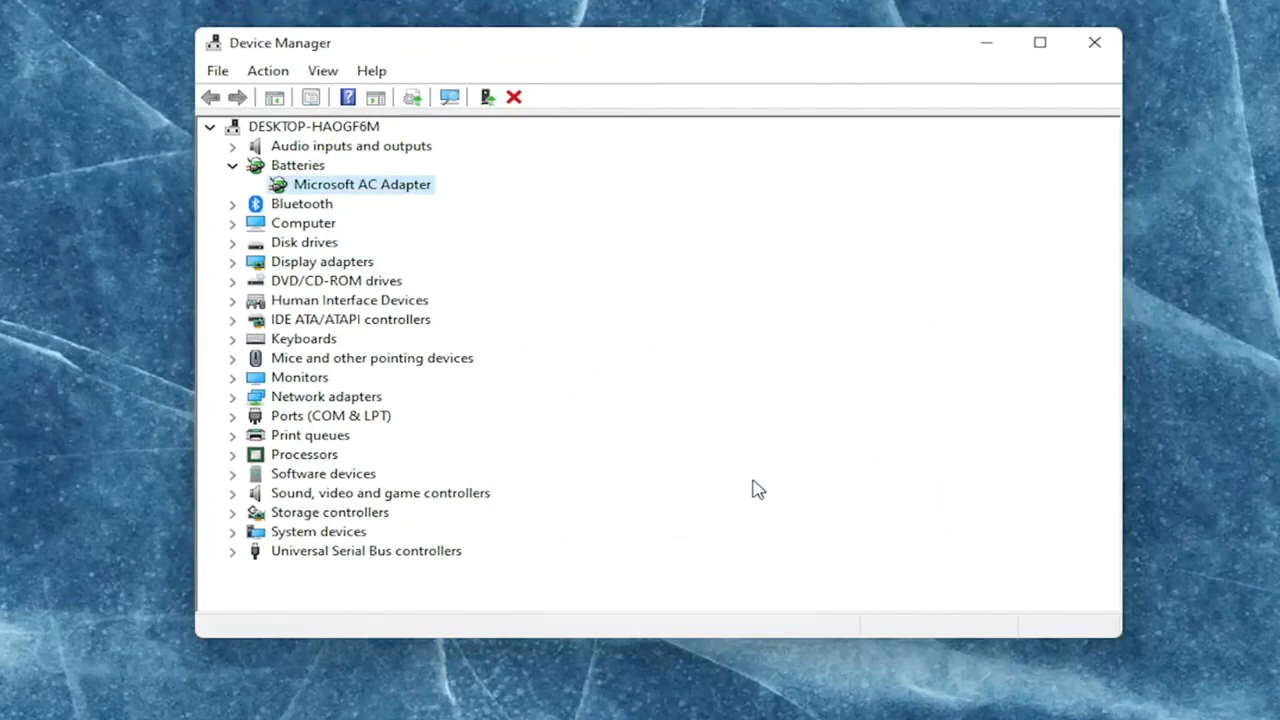 Device Manager
File Action View Help
DESKTOP-HAOGF6M
Audio inputs and outputs
Batteries
Microsoft AC Adapter
Bluetooth
Computer
Disk drives
Display adapters
DVD/CD-ROM drives
Human Interface Devices
IDE ATA/ATAPI controllers
Keyboards
Mice and other pointing devices
Monitors
Network adapters
Ports (COM & LPT)
Print queues
Processors
Software devices
Sound, video and game controllers
Storage controllers
System devices
Universal Serial Bus controllers